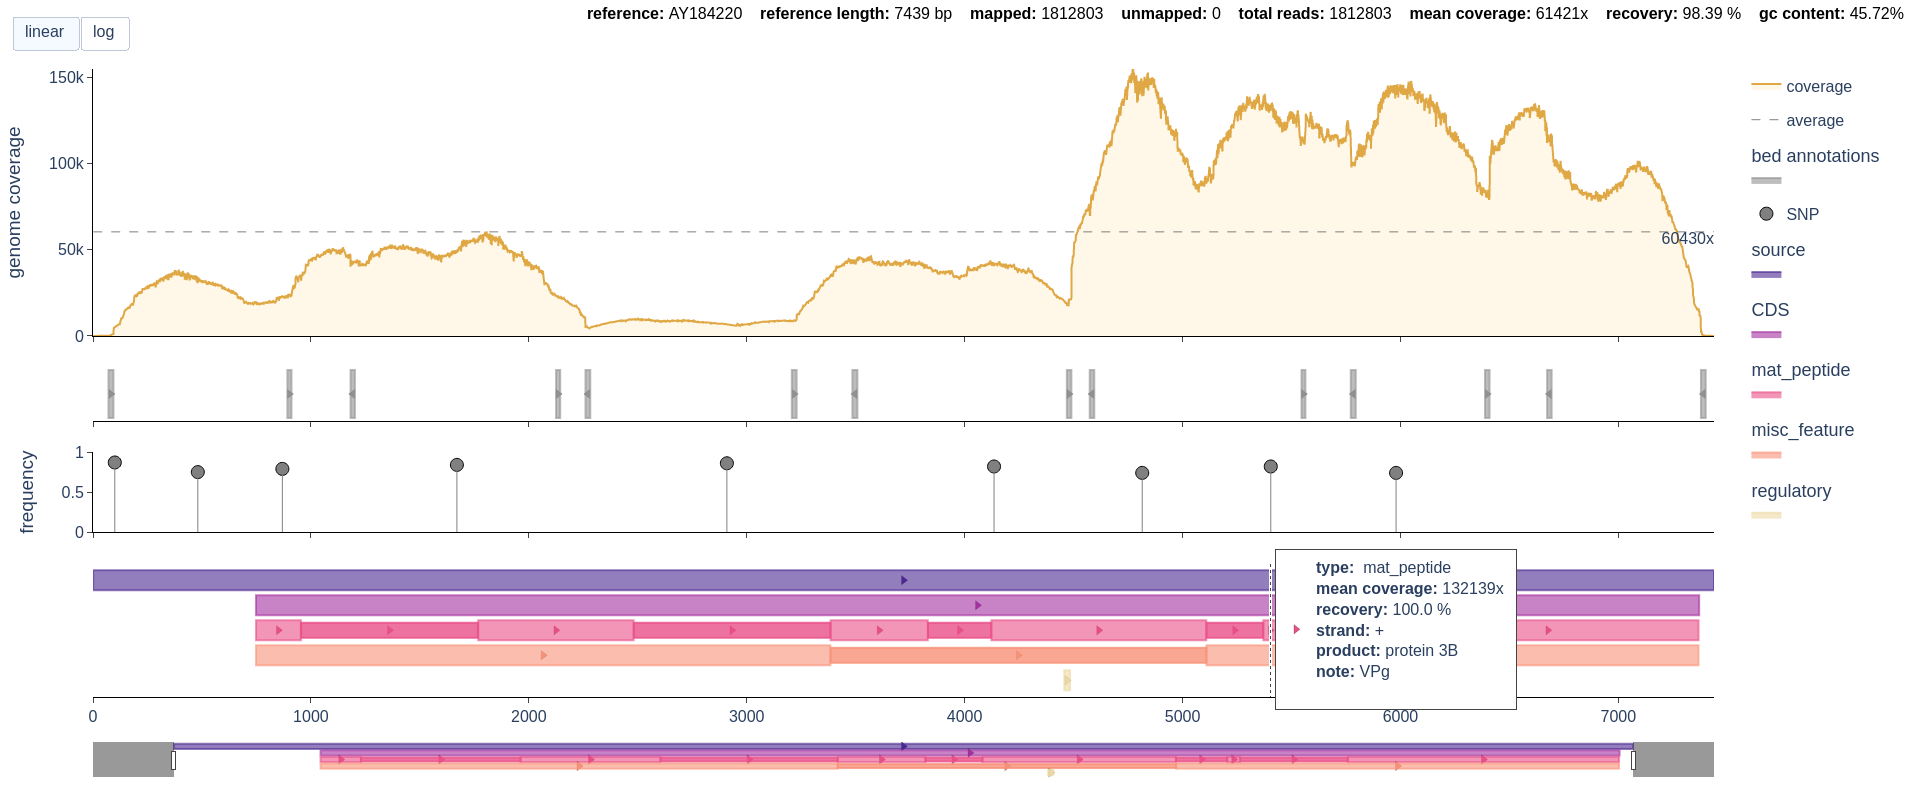 reference: AY184220 reference length: 7439 bp mapped: 1812803 unmapped: 0 total reads: 1812803 mean coverage: 61421x recovery: 98.39 % gc content: 45.72%
linear log
genome coverage
150k
100k
50k
0
60430x
coverage
average
bed annotations
SNP
source
CDS
mat_peptide
misc_feature
regulatory
frequency
1
0.5
0
type: mat_peptide
mean coverage: 132139x
recovery: 100.0 %
strand: +
product: protein 3B
note: VPg
0 1000 2000 3000 4000 5000 6000 7000